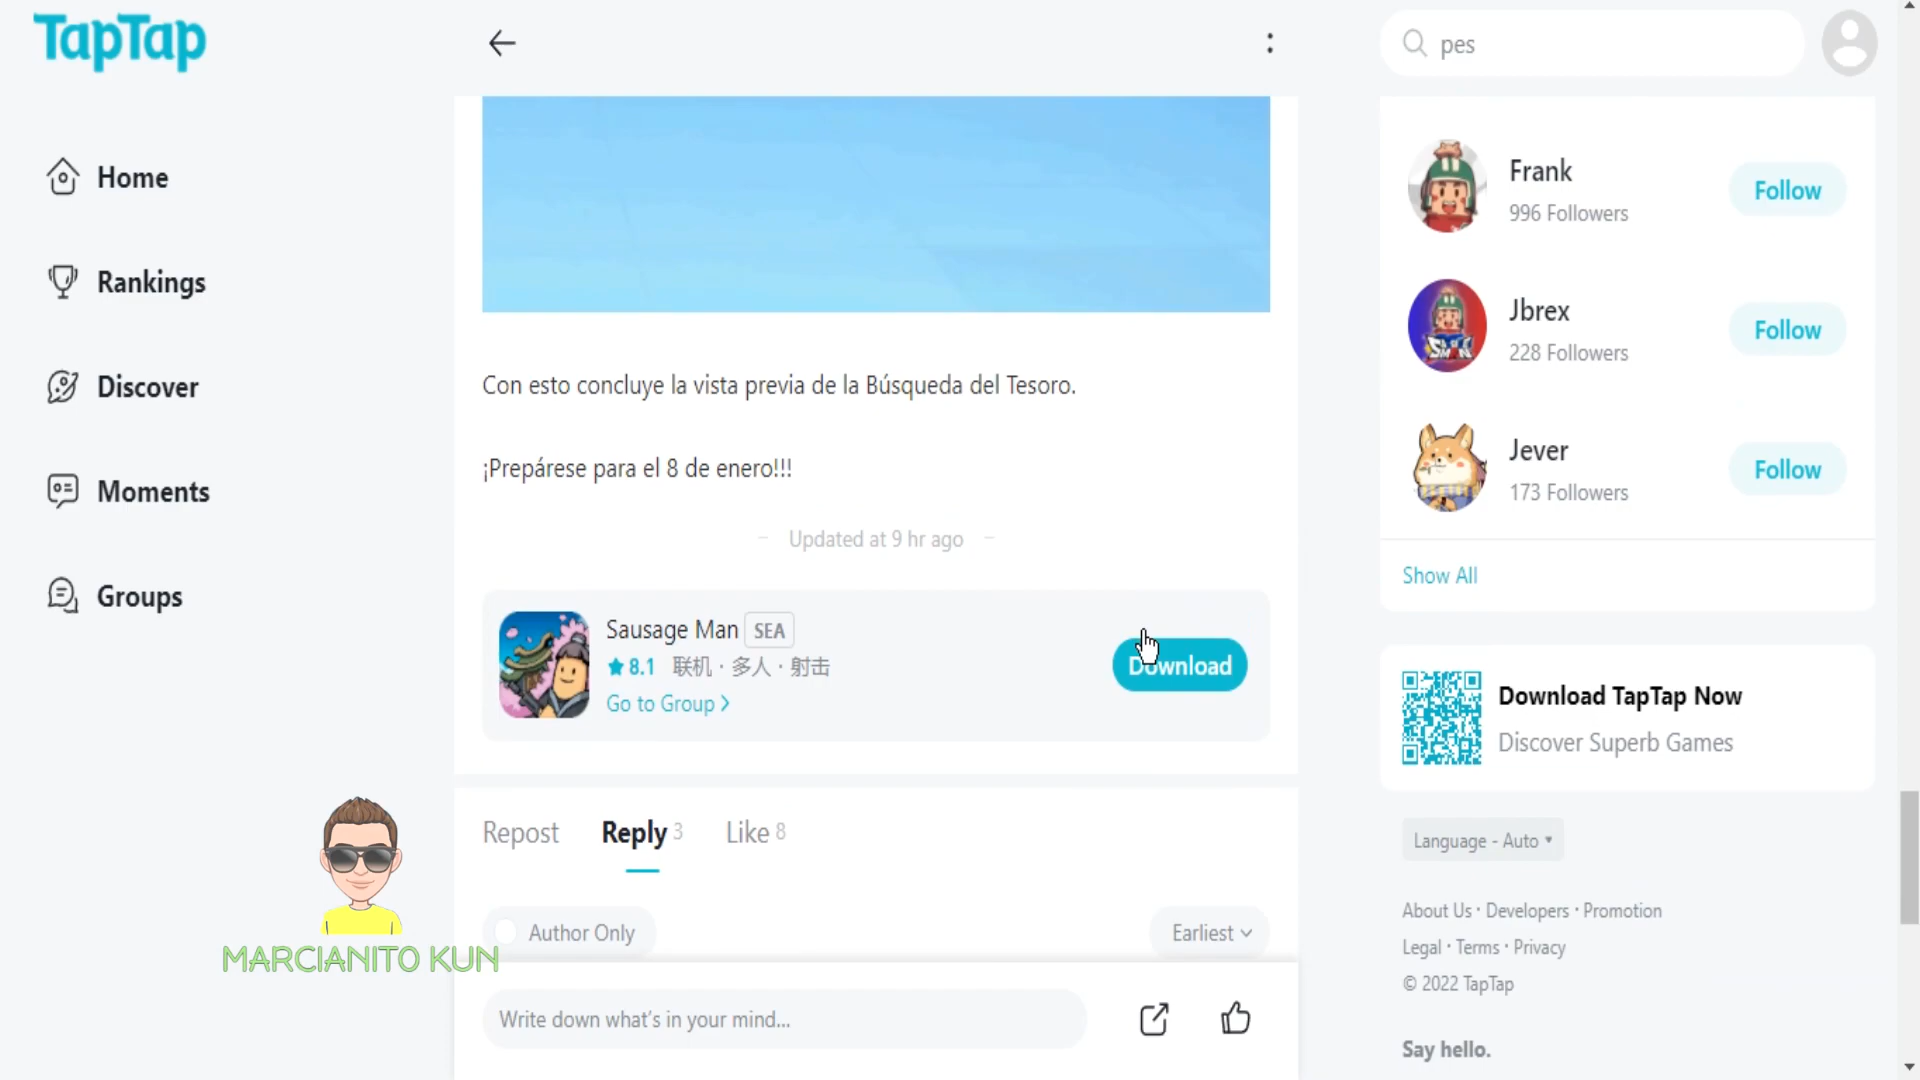 TapTap
pes
Home
Rankings
Discover
Moments
Groups
Con esto concluye la vista previa de la Búsqueda del Tesoro.
¡Prepárese para el 8 de enero!!!
Updated at 9 hr ago
Sausage Man SEA
8.1 联机 · 多人 · 射击
Go to Group >
Download
Repost Reply 3 Like 8
Author Only
Earliest
Write down what's in your mind...
MARCIANITO KUN
Frank
996 Followers
Follow
Jbrex
228 Followers
Follow
Jever
173 Followers
Follow
Show All
Download TapTap Now
Discover Superb Games
Language - Auto
About Us · Developers · Promotion
Legal · Terms · Privacy
© 2022 TapTap
Say hello.